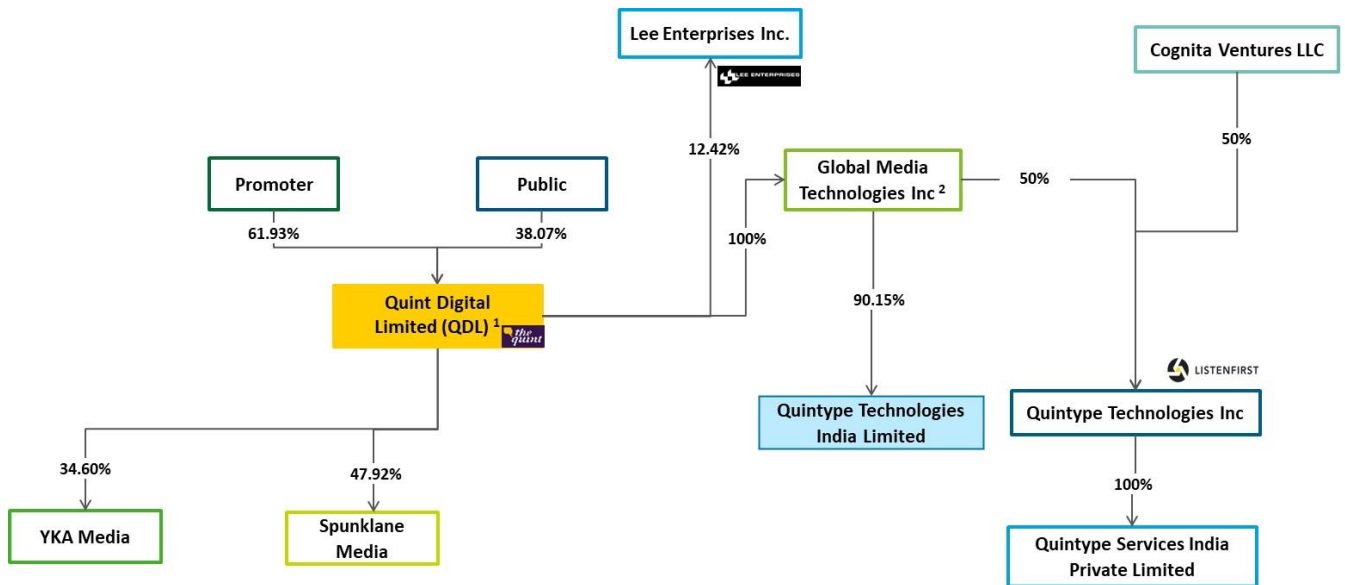 Lee Enterprises Inc.
LEE ENTERPRISES
Cognita Ventures LLC
12.42%
50%
Promoter
Public
Global Media
Technologies Inc 2
50%
61.93%
38.07%
100%
Quint Digital
Limited (QDL) 1
the
quint
90.15%
LISTENFIRST
Quintype Technologies
India Limited
Quintype Technologies Inc
34.60%
47.92%
100%
YKA Media
Spunklane
Media
Quintype Services India
Private Limited